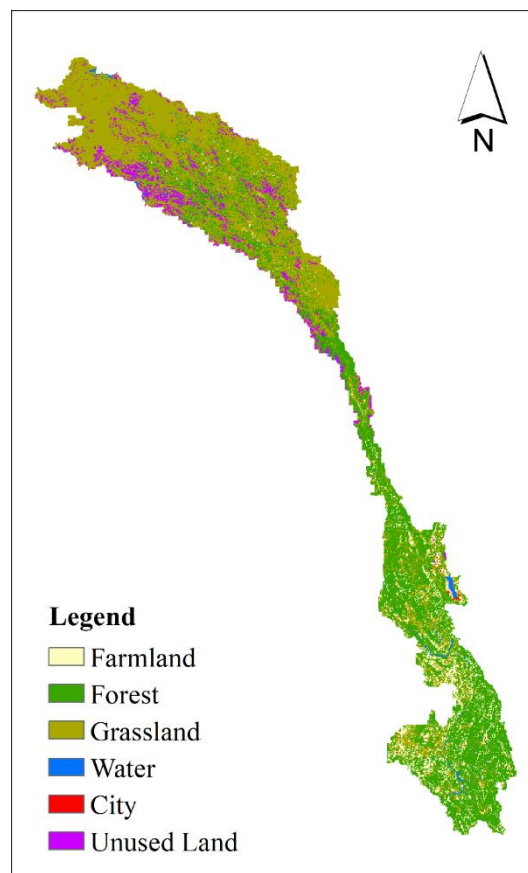 N
Legend
Farmland
Forest
Grassland
Water
City
Unused Land